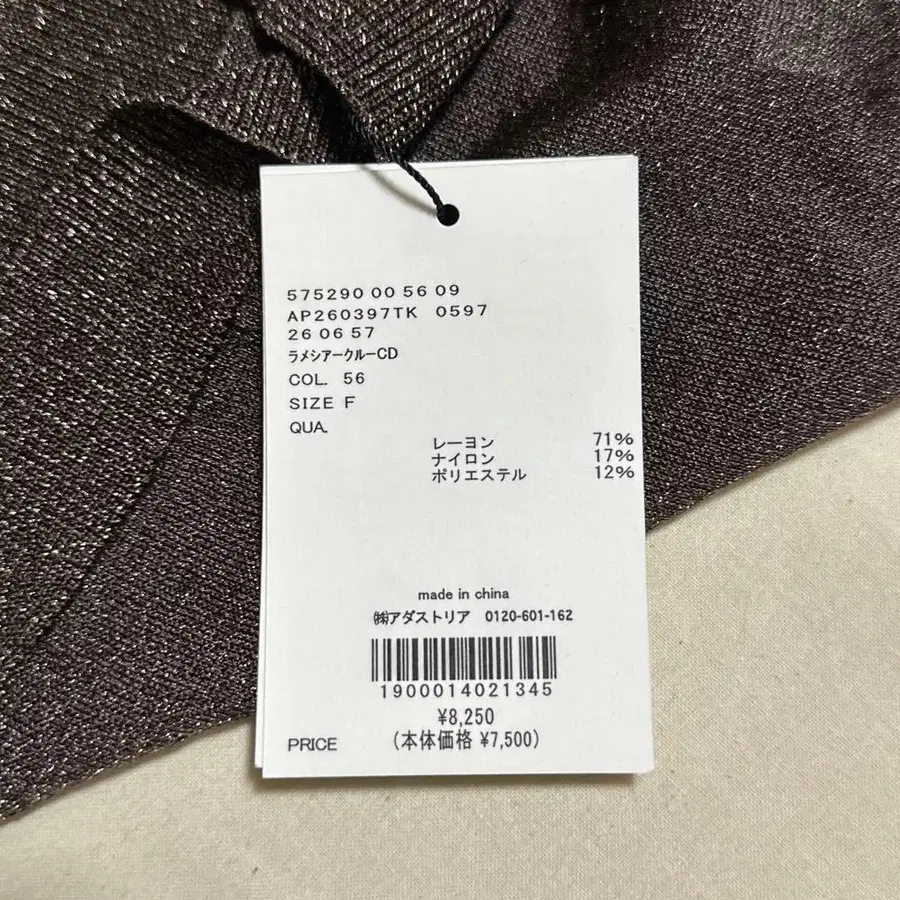 575290 00 56 09
AP260397TK 0597
26 06 57
ラメシアークルーCD
COL. 56
SIZE F
QUA.
レーヨン 71%
ナイロン 17%
ポリエステル 12%
made in china
㈱アダストリア 0120-601-162
1900014021345
¥8,250
PRICE (本体価格 ¥7,500)